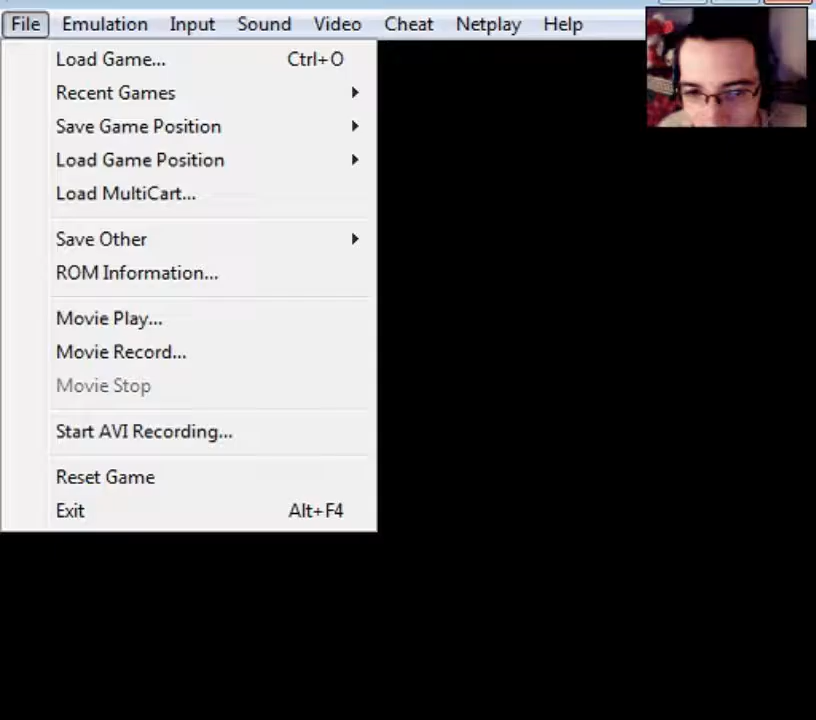 File Emulation Input Sound Video Cheat Netplay Help
Load Game... Ctrl+O
Recent Games
Save Game Position
Load Game Position
Load MultiCart...
Save Other
ROM Information...
Movie Play...
Movie Record...
Movie Stop
Start AVI Recording...
Reset Game
Exit Alt+F4